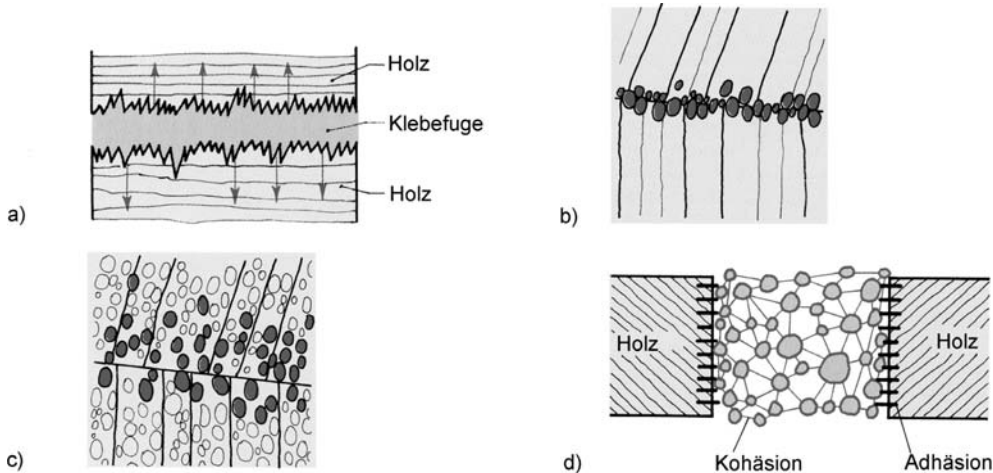 Holz
Klebefuge
Holz
a)
b)
c)
Holz
Holz
d)
Kohäsion
Adhäsion